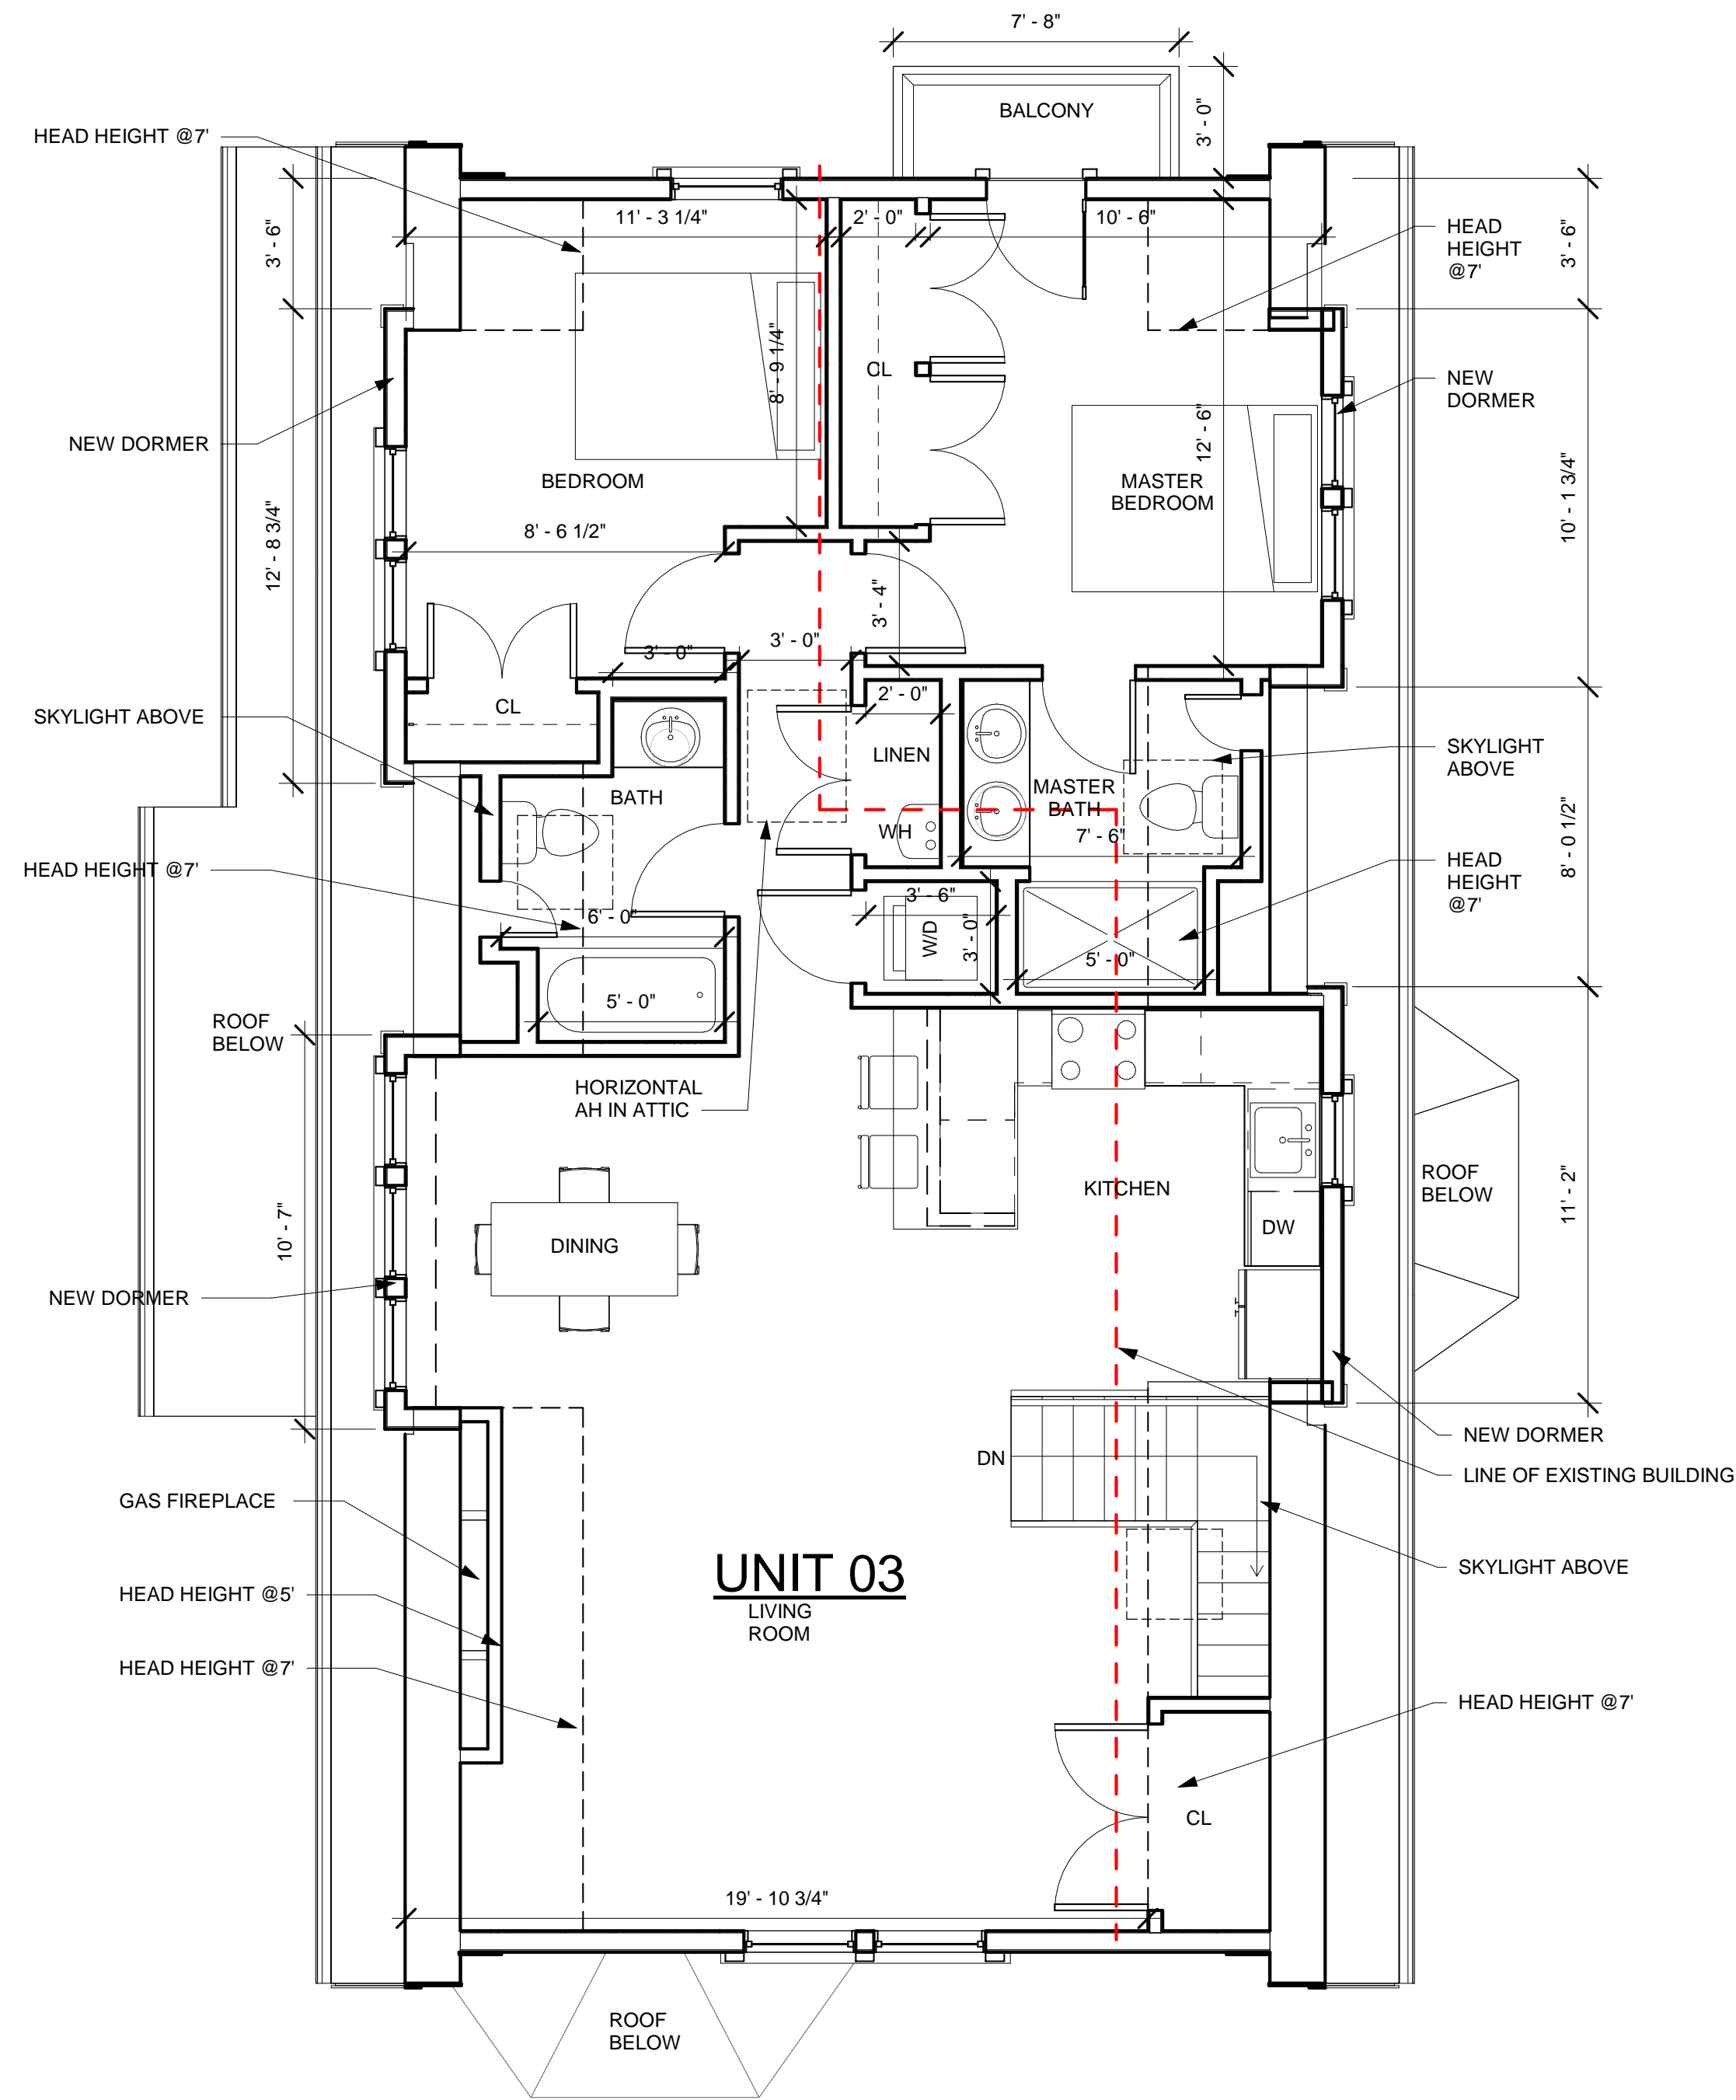 7' - 8"
BALCONY
3' - 0"
HEAD HEIGHT @7'
11' - 3 1/4"
2' - 0"
10' - 6"
3' - 6"
HEAD
HEIGHT
@7'
3' - 6"
8' - 9 1/4"
CL
NEW
DORMER
NEW DORMER
12' - 6"
BEDROOM
MASTER
BEDROOM
10' - 1 3/4"
12' - 8 3/4"
8' - 6 1/2"
3' - 4"
3' - 0"
3' - 0"
CL
2' - 0"
SKYLIGHT ABOVE
LINEN
SKYLIGHT
ABOVE
BATH
MASTER
BATH
WH
7' - 6"
8' - 0 1/2"
HEAD HEIGHT @7'
HEAD
HEIGHT
@7'
6' - 0"
3' - 6"
W/D
3' - 0"
5' - 0"
5' - 0"
ROOF
BELOW
HORIZONTAL
AH IN ATTIC
KITCHEN
ROOF
BELOW
11' - 2"
10' - 7"
DINING
DW
NEW DORMER
NEW DORMER
DN
LINE OF EXISTING BUILDING
GAS FIREPLACE
UNIT 03
LIVING
ROOM
SKYLIGHT ABOVE
HEAD HEIGHT @5'
HEAD HEIGHT @7'
HEAD HEIGHT @7'
CL
19' - 10 3/4"
ROOF
BELOW